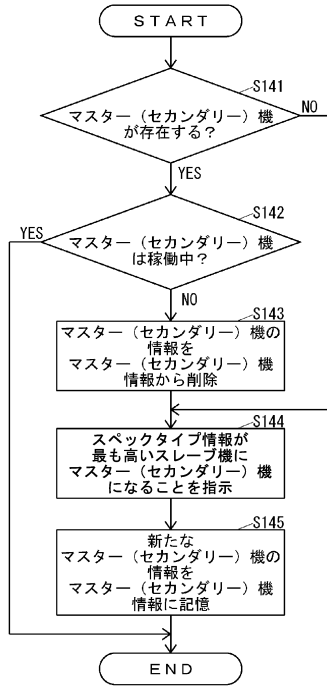 START
S141
マスター（セカンダリー）機
が存在する？
NO
YES
S142
マスター（セカンダリー）機
は稼働中？
YES
NO
S143
マスター（セカンダリー）機の
情報を
マスター（セカンダリー）機
情報から削除
S144
スペックタイプ情報が
最も高いスレーブ機に
マスター（セカンダリー）機
になることを指示
S145
新たな
マスター（セカンダリー）機の
情報を
マスター（セカンダリー）機
情報に記憶
END